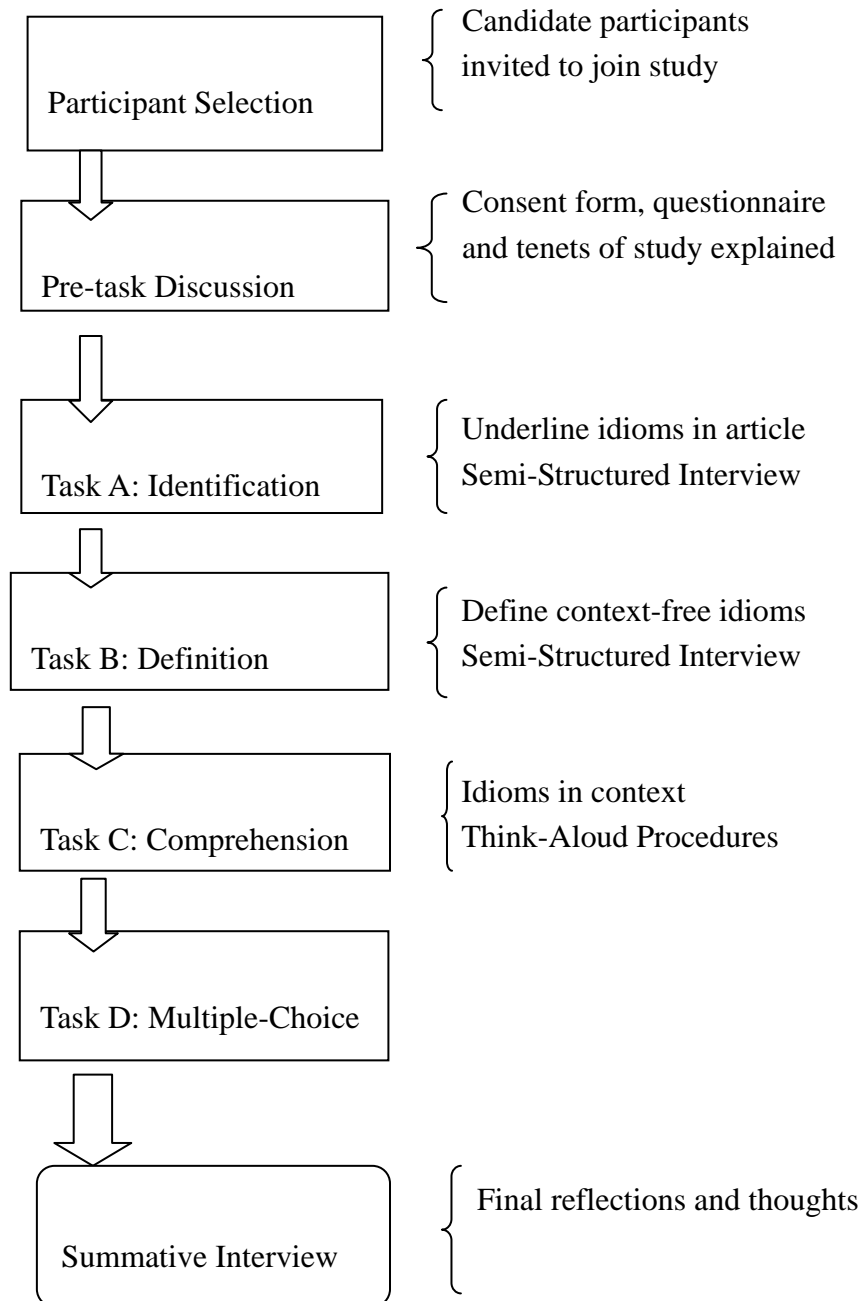 Candidate participants
invited to join study
Participant Selection
Consent form, questionnaire
and tenets of study explained
Pre-task Discussion
Underline idioms in article
Semi-Structured Interview
Task A: Identification
Define context-free idioms
Semi-Structured Interview
Task B: Definition
Idioms in context
Think-Aloud Procedures
Task C: Comprehension
Task D: Multiple-Choice
Final reflections and thoughts
Summative Interview